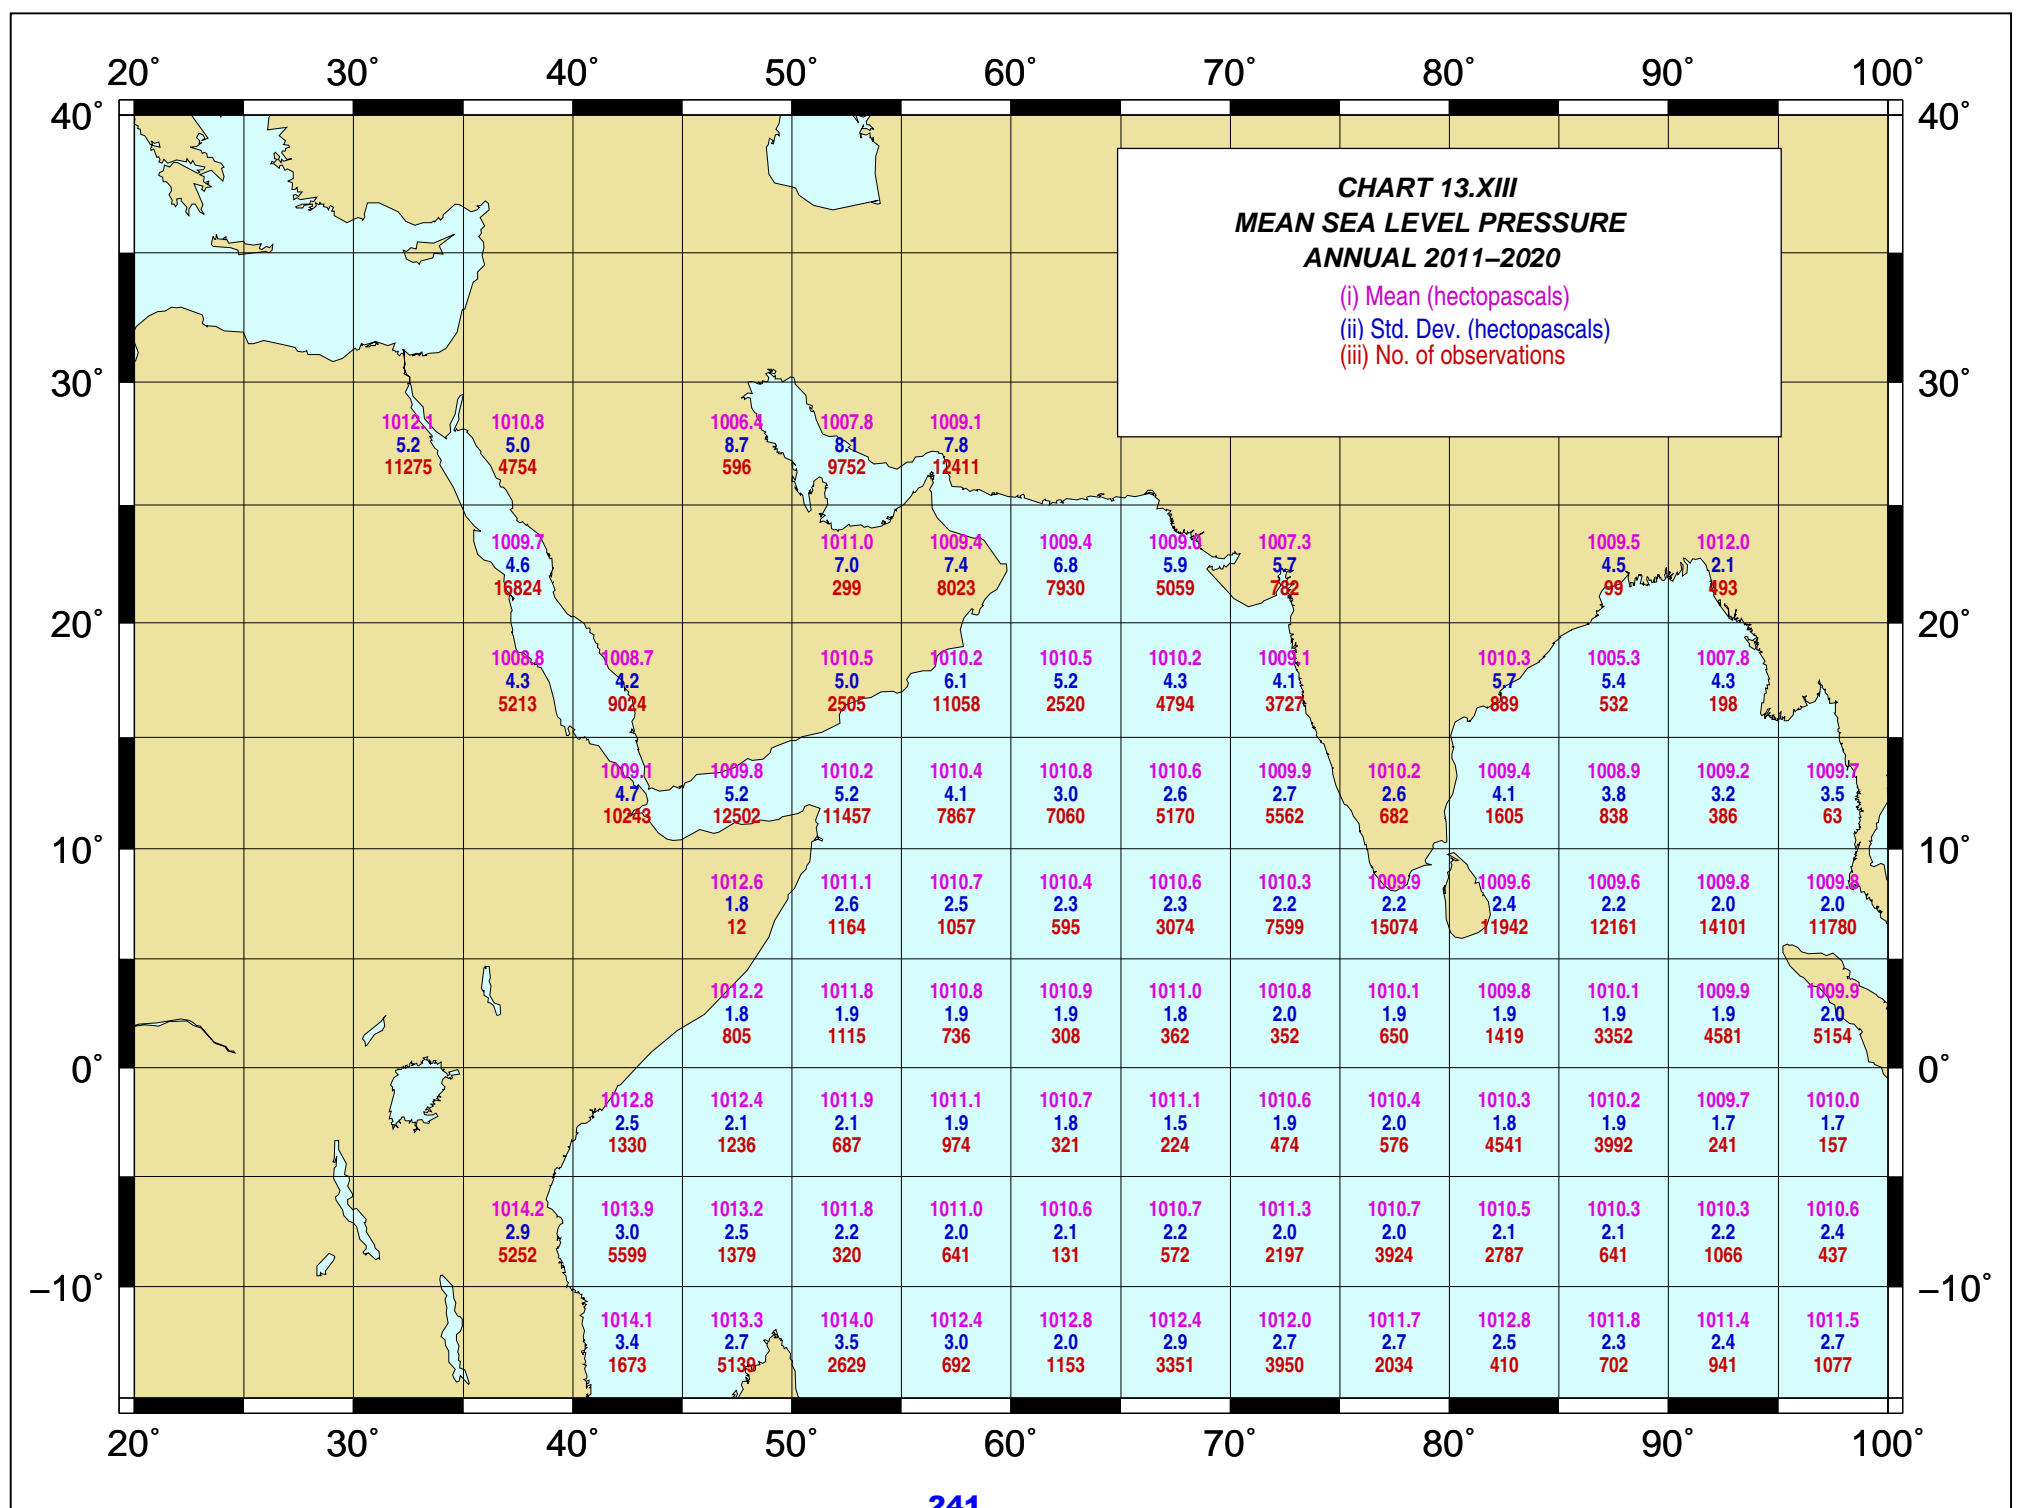 20° 30° 40° 50° 60° 70° 80° 90° 100°
40° 40°
CHART 13.XIII
MEAN SEA LEVEL PRESSURE
ANNUAL 2011–2020
(i) Mean (hectopascals)
(ii) Std. Dev. (hectopascals)
(iii) No. of observations
30° 30°
1012.1 1010.8 1006.4 1007.8 1009.1
5.2 5.0 8.7 8.1 7.8
11275 4754 596 9752 12411
1009.7 1011.0 1009.4 1009.4 1009.0 1007.3 1009.5 1012.0
4.6 7.0 7.4 6.8 5.9 5.7 4.5 2.1
16824 299 8023 7930 5059 782 99 493
20° 20°
1008.8 1008.7 1010.5 1010.2 1010.5 1010.2 1009.1 1010.3 1005.3 1007.8
4.3 4.2 5.0 6.1 5.2 4.3 4.1 5.7 5.4 4.3
5213 9024 2505 11058 2520 4794 3727 889 532 198
1009.1 1009.8 1010.2 1010.4 1010.8 1010.6 1009.9 1010.2 1009.4 1008.9 1009.2 1009.7
4.7 5.2 5.2 4.1 3.0 2.6 2.7 2.6 4.1 3.8 3.2 3.5
10243 12502 11457 7867 7060 5170 5562 682 1605 838 386 63
10° 10°
1012.6 1011.1 1010.7 1010.4 1010.6 1010.3 1009.9 1009.6 1009.6 1009.8 1009.8
1.8 2.6 2.5 2.3 2.3 2.2 2.2 2.4 2.2 2.0 2.0
12 1164 1057 595 3074 7599 15074 11942 12161 14101 11780
1012.2 1011.8 1010.8 1010.9 1011.0 1010.8 1010.1 1009.8 1010.1 1009.9 1009.9
1.8 1.9 1.9 1.9 1.8 2.0 1.9 1.9 1.9 1.9 2.0
805 1115 736 308 362 352 650 1419 3352 4581 5154
0° 0°
1012.8 1012.4 1011.9 1011.1 1010.7 1011.1 1010.6 1010.4 1010.3 1010.2 1009.7 1010.0
2.5 2.1 2.1 1.9 1.8 1.5 1.9 2.0 1.8 1.9 1.7 1.7
1330 1236 687 974 321 224 474 576 4541 3992 241 157
1014.2 1013.9 1013.2 1011.8 1011.0 1010.6 1010.7 1011.3 1010.7 1010.5 1010.3 1010.3 1010.6
2.9 3.0 2.5 2.2 2.0 2.1 2.2 2.0 2.0 2.1 2.1 2.2 2.4
5252 5599 1379 320 641 131 572 2197 3924 2787 641 1066 437
–10° –10°
1014.1 1013.3 1014.0 1012.4 1012.8 1012.4 1012.0 1011.7 1012.8 1011.8 1011.4 1011.5
3.4 2.7 3.5 3.0 2.0 2.9 2.7 2.7 2.5 2.3 2.4 2.7
1673 5139 2629 692 1153 3351 3950 2034 410 702 941 1077
20° 30° 40° 50° 60° 70° 80° 90° 100°
241